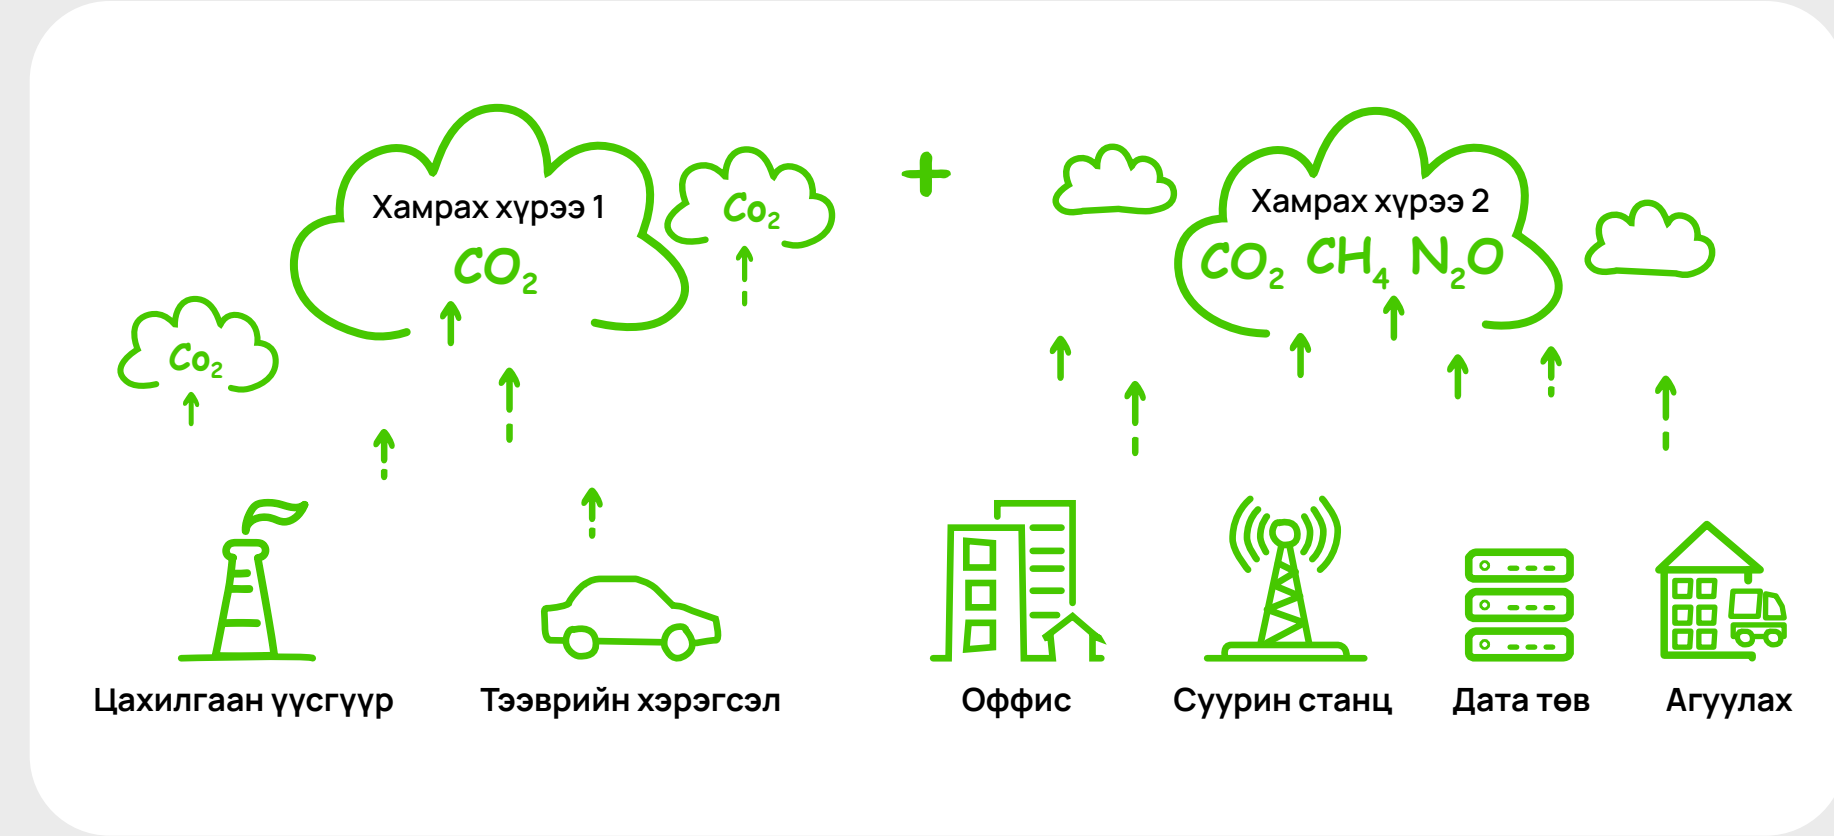 Хамрах хүрээ 1
CO₂
Co₂
Co₂
+
Хамрах хүрээ 2
CO₂ CH₄ N₂O
Цахилгаан үүсгүүр
Тээврийн хэрэгсэл
Оффис
Суурин станц
Дата төв
Агуулах